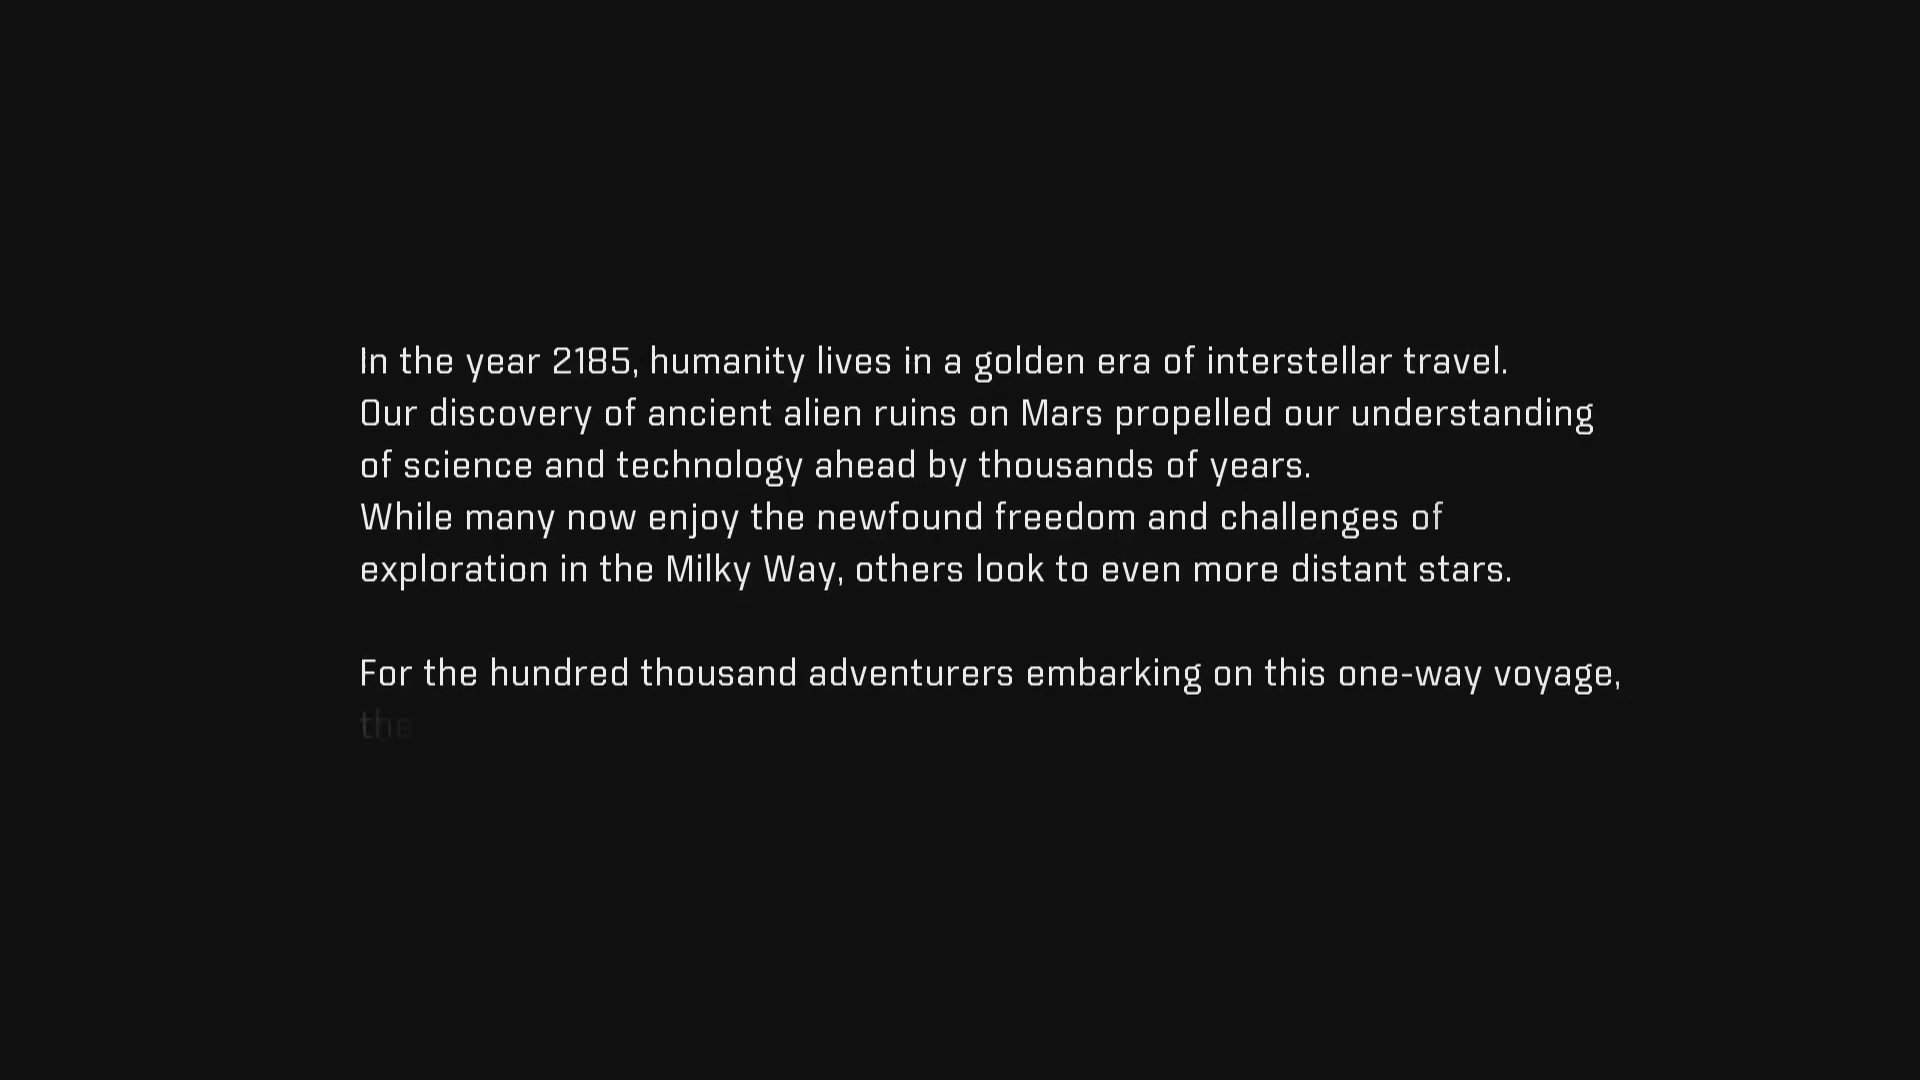 In the year 2185, humanity lives in a golden era of interstellar travel.
Our discovery of ancient alien ruins on Mars propelled our understanding
of science and technology ahead by thousands of years.
While many now enjoy the newfound freedom and challenges of
exploration in the Milky Way, others look to even more distant stars.
For the hundred thousand adventurers embarking on this one-way voyage,
the